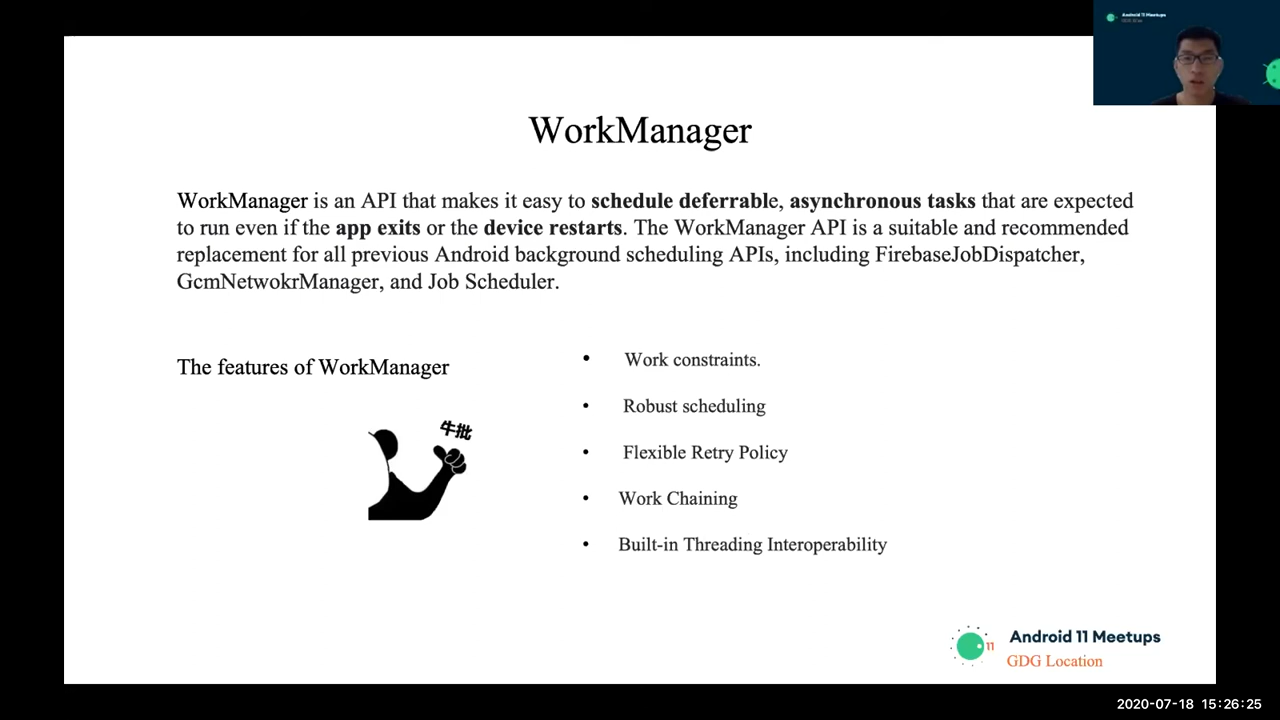 Android 11 Meetups
WorkManager
WorkManager is an API that makes it easy to schedule deferrable, asynchronous tasks that are expected
to run even if the app exits or the device restarts. The WorkManager API is a suitable and recommended
replacement for all previous Android background scheduling APIs, including FirebaseJobDispatcher,
GcmNetwokrManager, and Job Scheduler.
The features of WorkManager
牛批
• Work constraints.
• Robust scheduling
• Flexible Retry Policy
• Work Chaining
• Built-in Threading Interoperability
11
Android 11 Meetups
GDG Location
2020-07-18 15:26:25